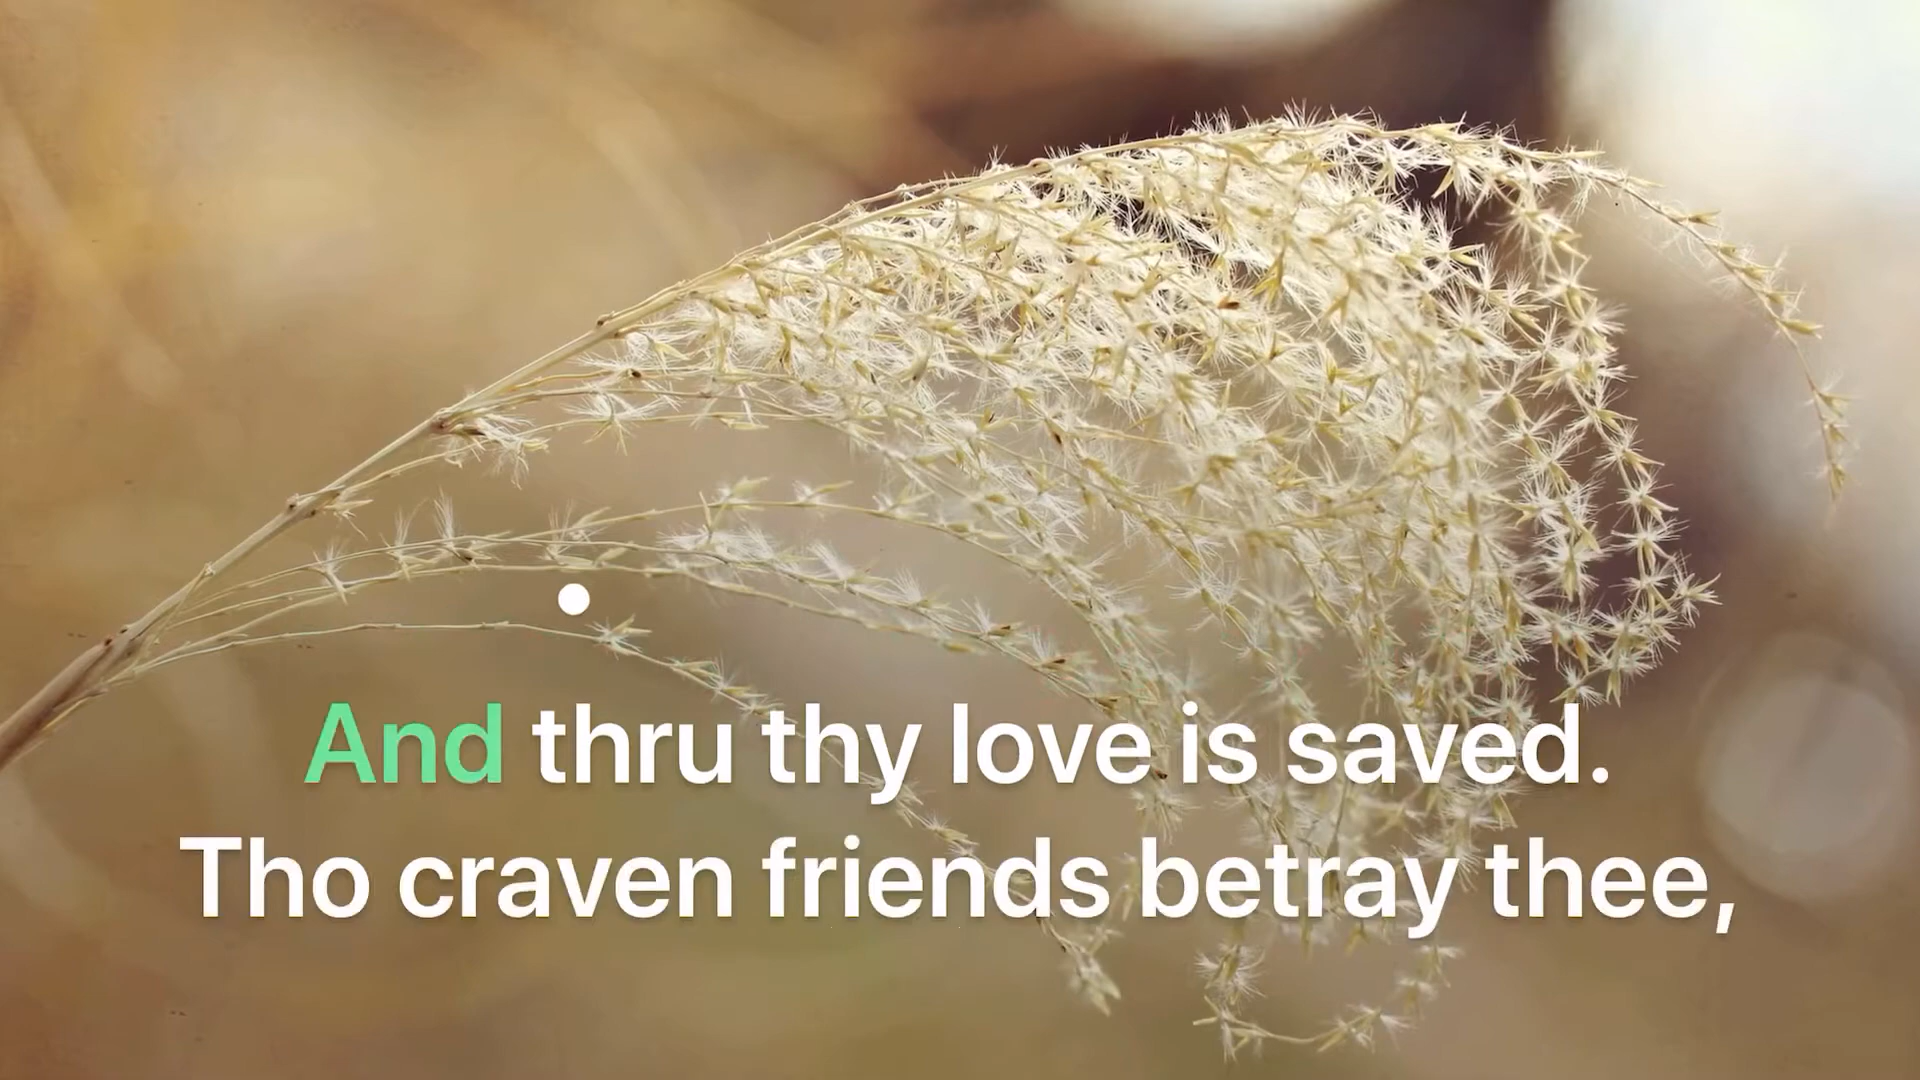 And thru thy love is saved.
Tho craven friends betray thee,